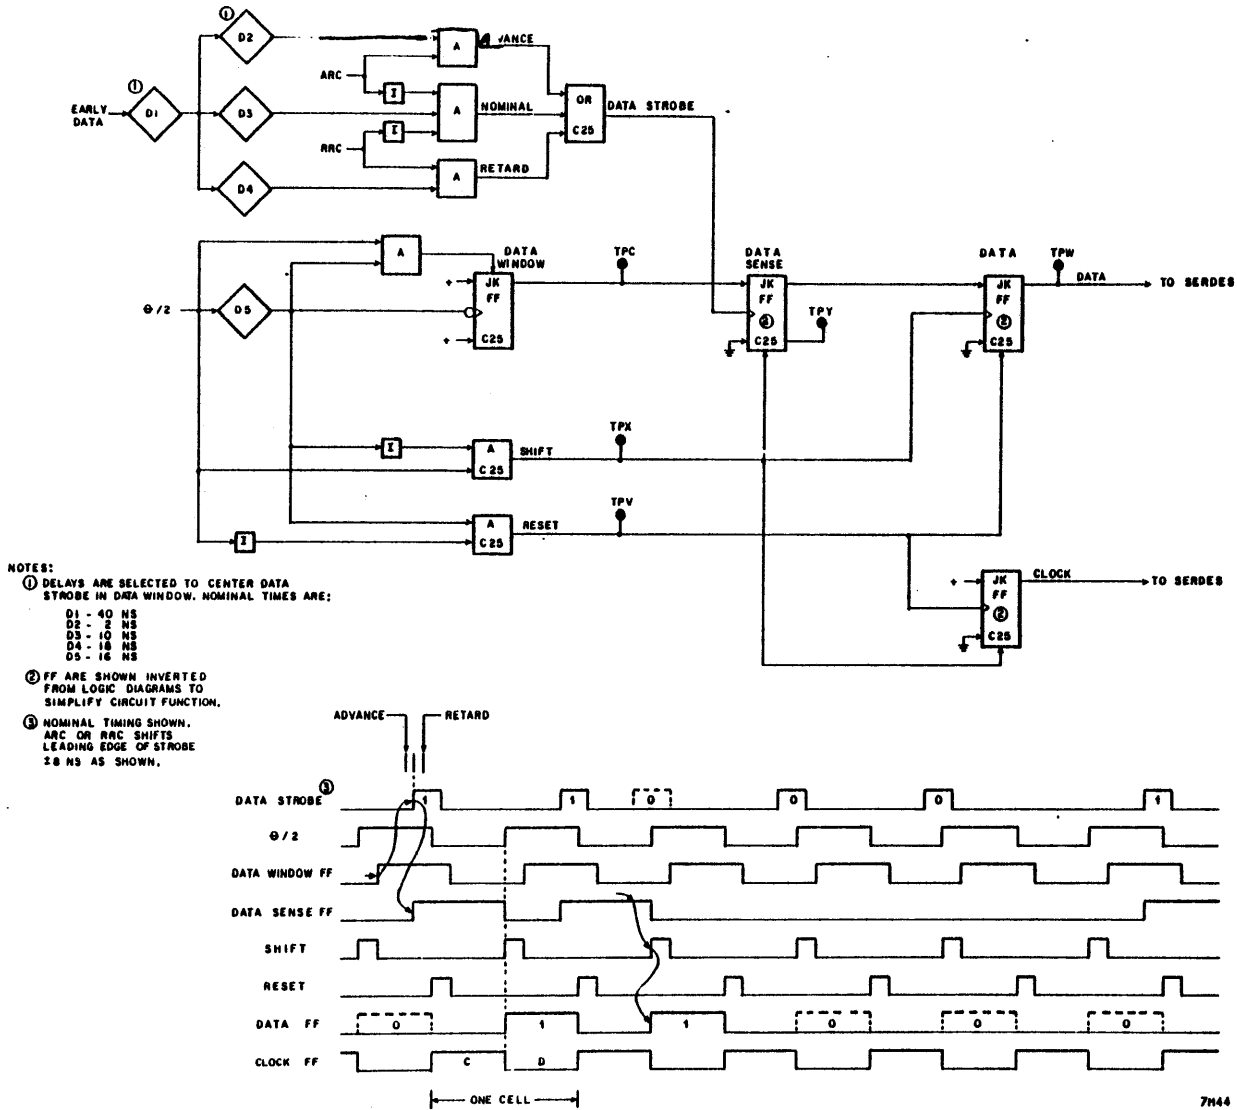 ①
D2
A
VANCE
ARC
I
①
EARLY
DATA
D1
D3
A
NOMINAL
OR
C25
DATA STROBE
I
RRC
D4
A
RETARD
A
DATA
WINDOW
TPC
DATA
SENSE
DATA
TPW
+
JK
FF
C25
+
JK
FF
②
C25
TPY
JK
FF
②
C25
DATA
TO SERDES
θ/2
D5
TPX
I
A
C25
SHIFT
TPV
I
A
C25
RESET
+
JK
FF
②
C25
CLOCK
TO SERDES
NOTES:
① DELAYS ARE SELECTED TO CENTER DATA
STROBE IN DATA WINDOW. NOMINAL TIMES ARE:
D1 - 40 NS
D2 - 2 NS
D3 - 10 NS
D4 - 18 NS
D5 - 16 NS
② FF ARE SHOWN INVERTED
FROM LOGIC DIAGRAMS TO
SIMPLIFY CIRCUIT FUNCTION.
③ NOMINAL TIMING SHOWN.
ARC OR RRC SHIFTS
LEADING EDGE OF STROBE
±8 NS AS SHOWN.
ADVANCE
RETARD
DATA STROBE ③
1 1 0 0 0 1
θ/2
DATA WINDOW FF
DATA SENSE FF
SHIFT
RESET
DATA FF
0 1 1 0 0 0
CLOCK FF
C D
ONE CELL
7M44